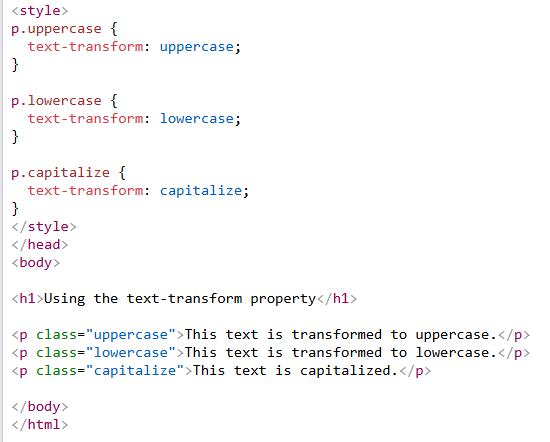 <style>
p.uppercase {
  text-transform: uppercase;
}

p.lowercase {
  text-transform: lowercase;
}

p.capitalize {
  text-transform: capitalize;
}
</style>
</head>
<body>

<h1>Using the text-transform property</h1>

<p class="uppercase">This text is transformed to uppercase.</p>
<p class="lowercase">This text is transformed to lowercase.</p>
<p class="capitalize">This text is capitalized.</p>

</body>
</html>